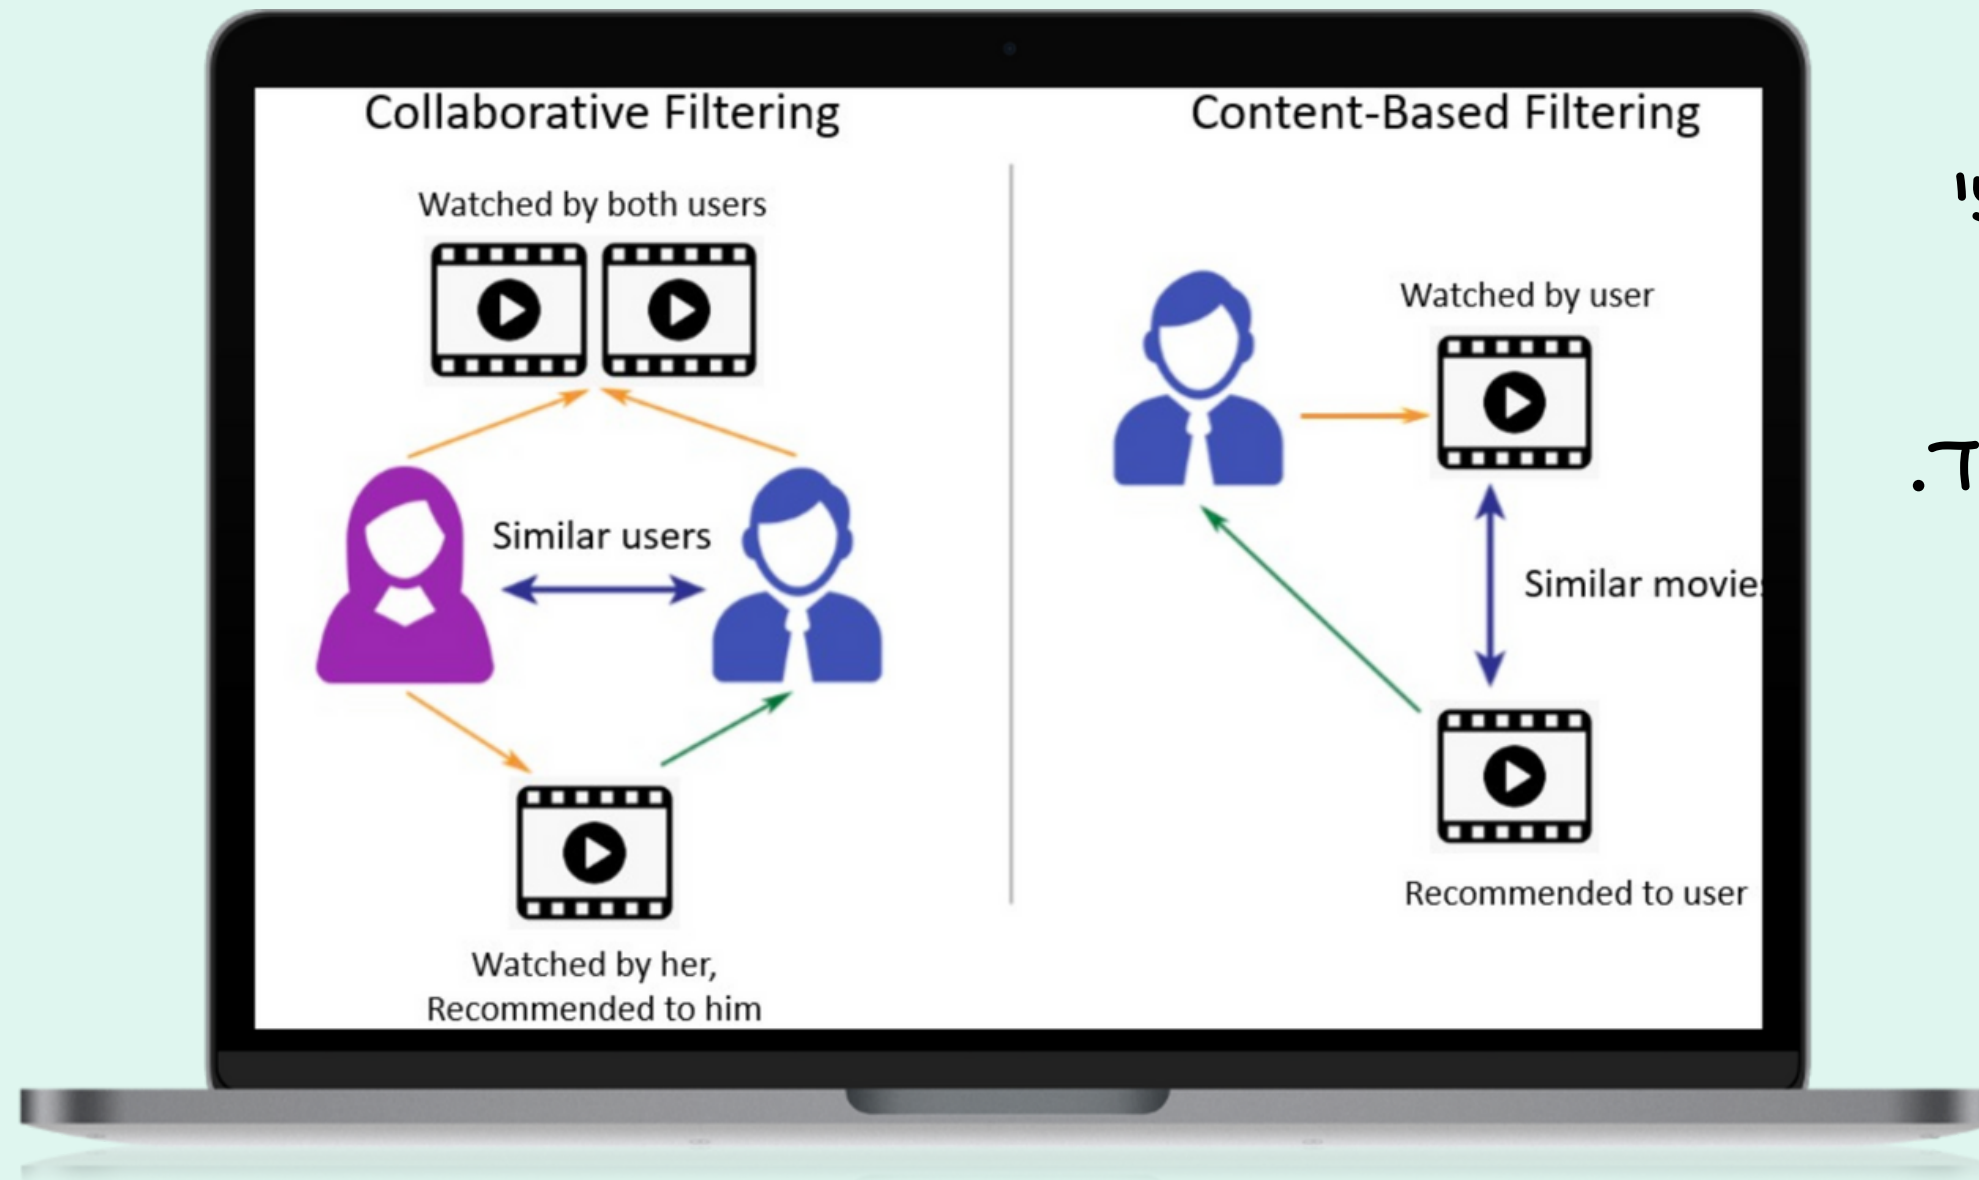 Collaborative Filtering
Watched by both users
Similar users
Watched by her,
Recommended to him
Content-Based Filtering
Watched by user
Similar movies
Recommended to user